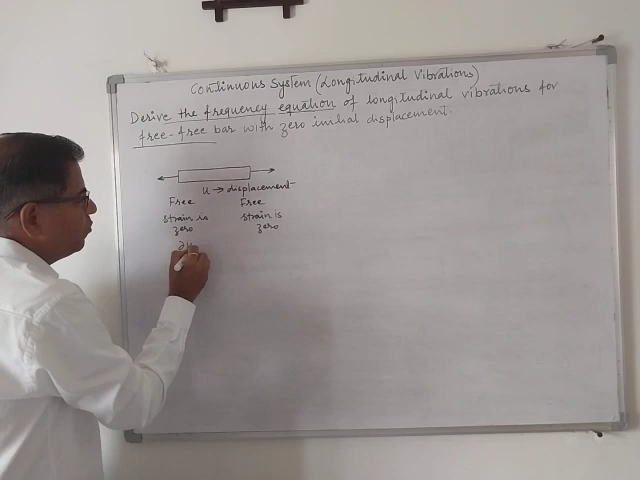 Continuous System (Longitudinal Vibrations)
Derive the frequency equation of longitudinal vibrations for
free-free bar with zero initial displacement.
u → displacement
Free Free
strain is strain is
zero zero
∂u